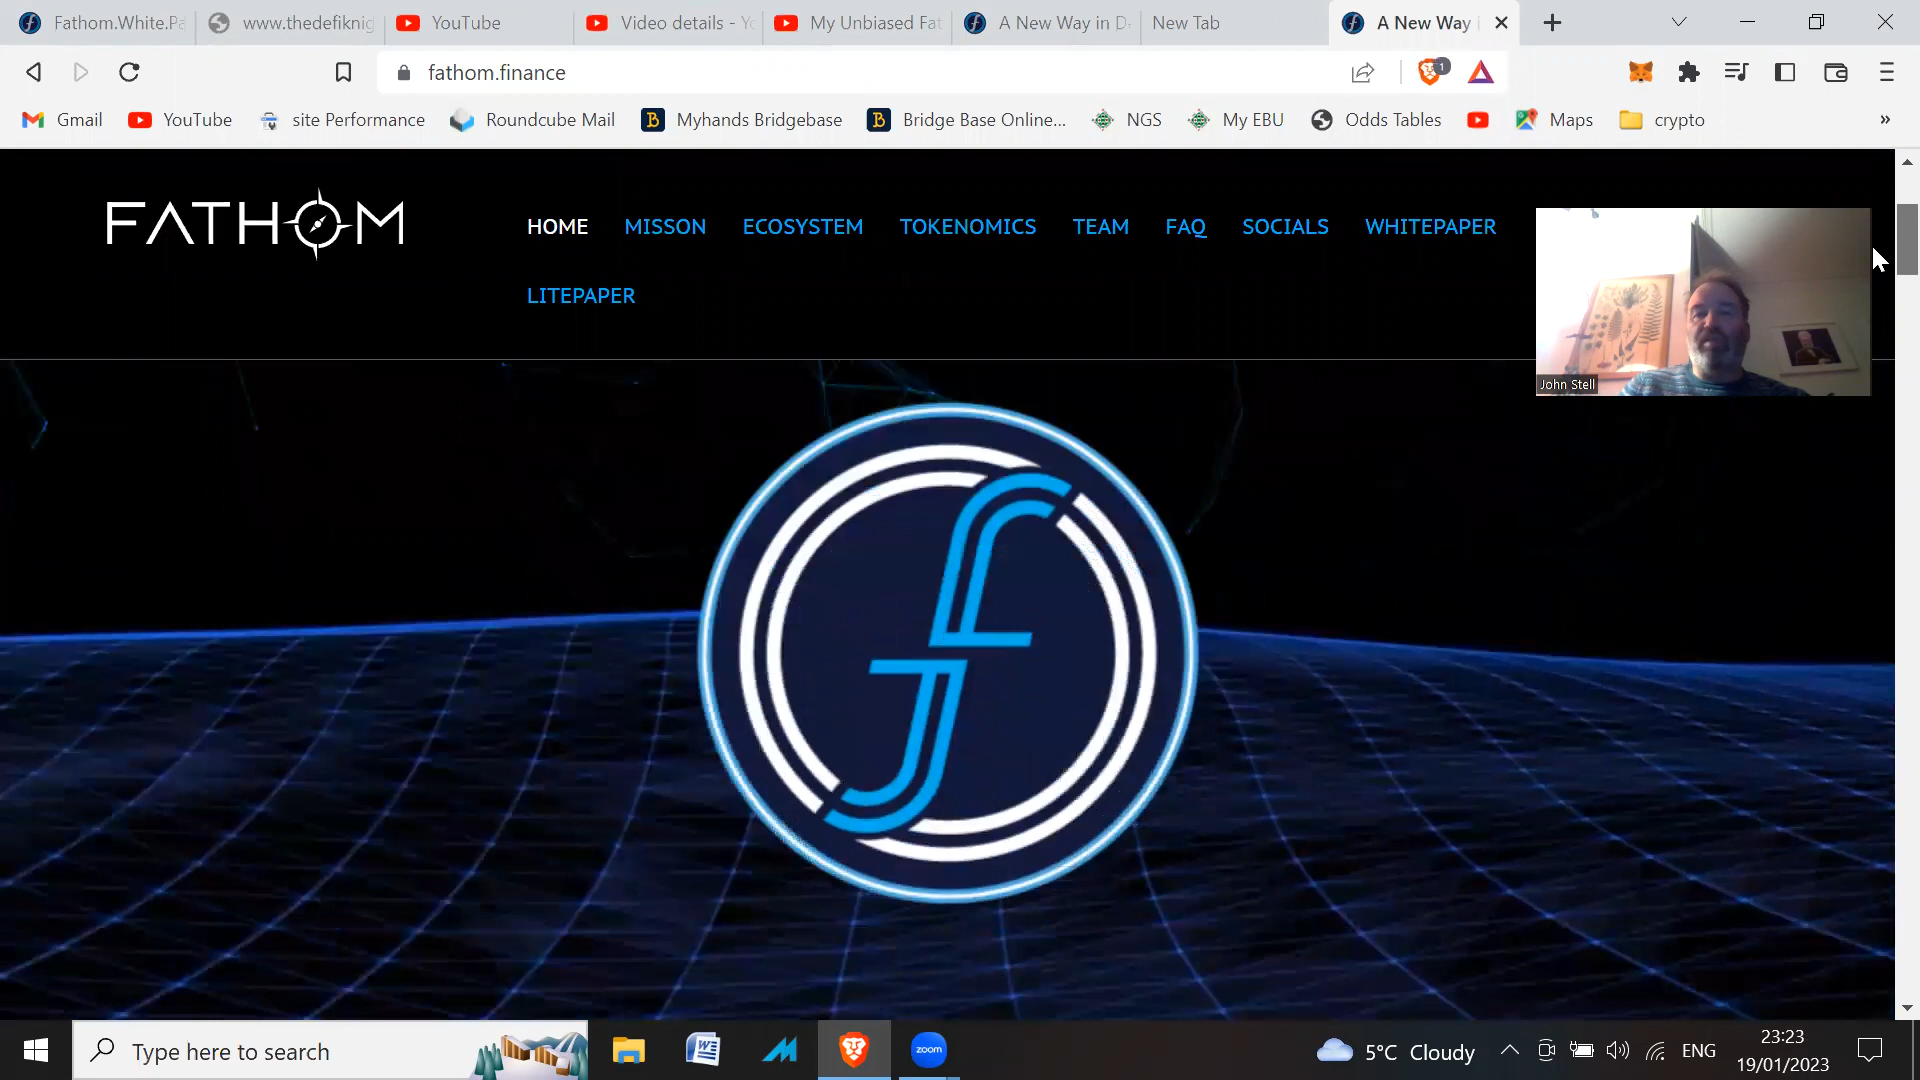 Fathom.White.Pa
www.thedefiknig
YouTube
Video details - Yo
My Unbiased Fat
A New Way in D
New Tab
A New Way i
fathom.finance
1
Gmail
YouTube
site Performance
Roundcube Mail
Myhands Bridgebase
Bridge Base Online...
NGS
My EBU
Odds Tables
Maps
crypto
»
FATHOM
HOME
MISSON
ECOSYSTEM
TOKENOMICS
TEAM
FAQ
SOCIALS
WHITEPAPER
LITEPAPER
John Stell
Type here to search
zoom
5°C Cloudy
ENG
23:23
19/01/2023